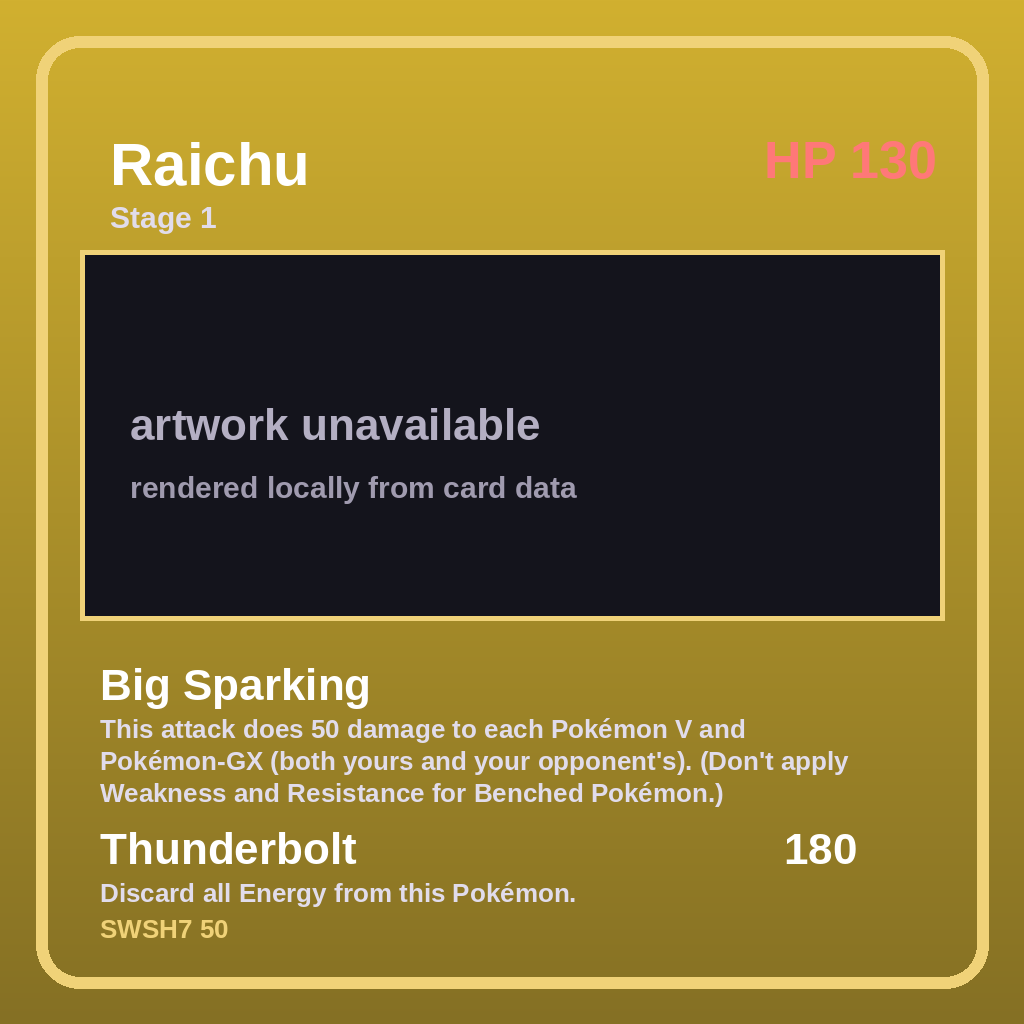 Raichu
HP 130
Stage 1
artwork unavailable
rendered locally from card data
Big Sparking
This attack does 50 damage to each Pokémon V and
Pokémon-GX (both yours and your opponent's). (Don't apply
Weakness and Resistance for Benched Pokémon.)
Thunderbolt 180
Discard all Energy from this Pokémon.
SWSH7 50